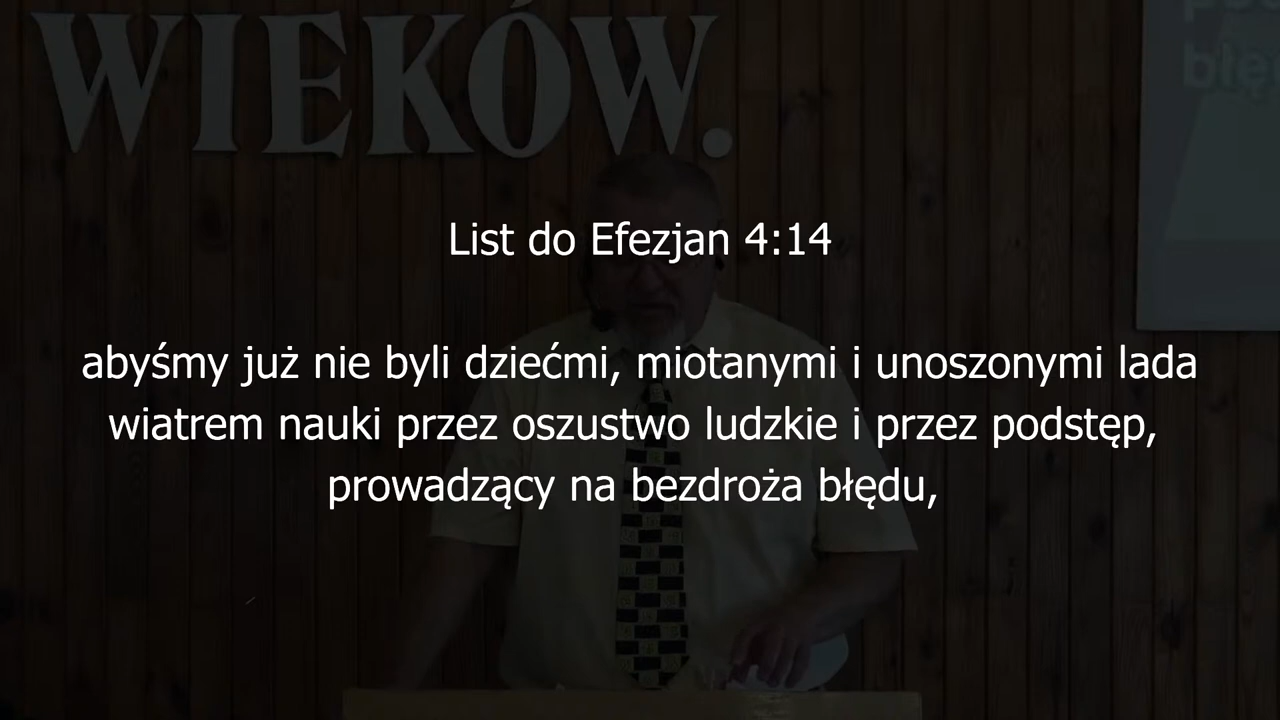 WIEKÓW.
błę
List do Efezjan 4:14
abyśmy już nie byli dziećmi, miotanymi i unoszonymi lada
wiatrem nauki przez oszustwo ludzkie i przez podstęp,
prowadzący na bezdroża błędu,